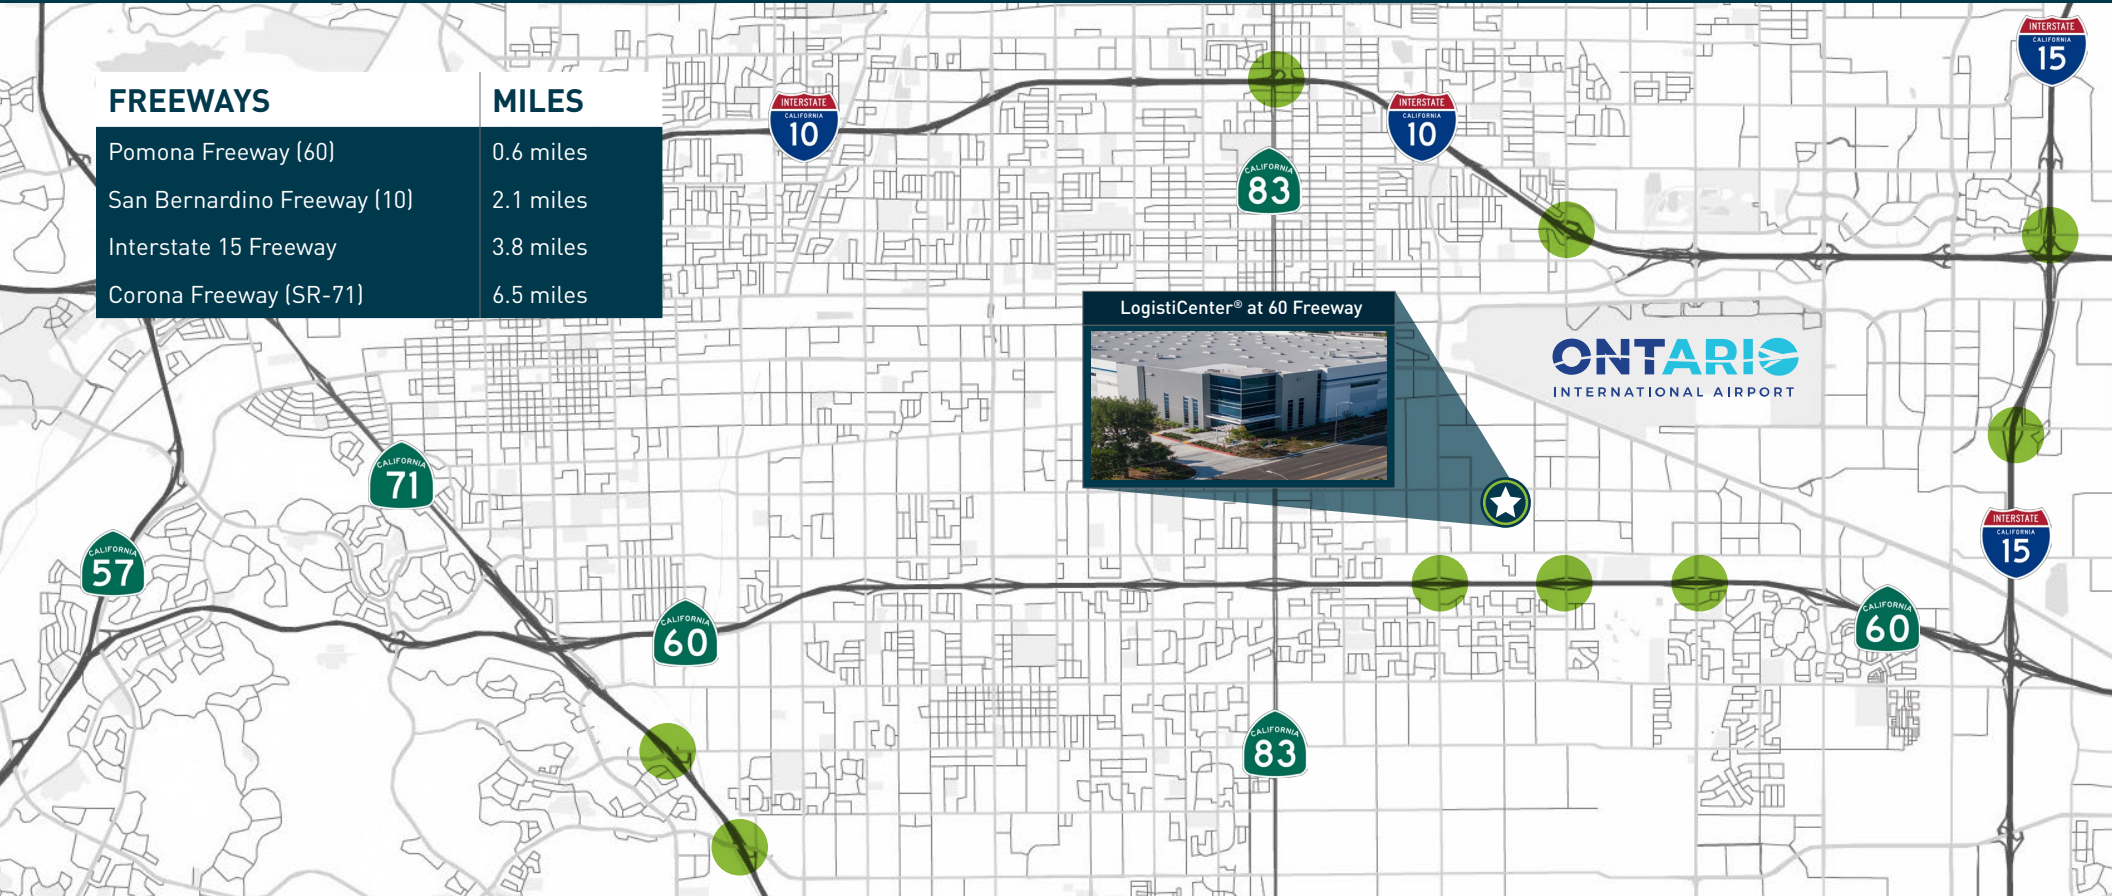 FREEWAYS MILES
Pomona Freeway (60) 0.6 miles
San Bernardino Freeway (10) 2.1 miles
Interstate 15 Freeway 3.8 miles
Corona Freeway (SR-71) 6.5 miles
INTERSTATE
CALIFORNIA
15
INTERSTATE
CALIFORNIA
10
INTERSTATE
CALIFORNIA
10
CALIFORNIA
83
LogistiCenter® at 60 Freeway
ONTARIO
INTERNATIONAL AIRPORT
CALIFORNIA
71
INTERSTATE
CALIFORNIA
15
CALIFORNIA
57
CALIFORNIA
60
CALIFORNIA
60
CALIFORNIA
83